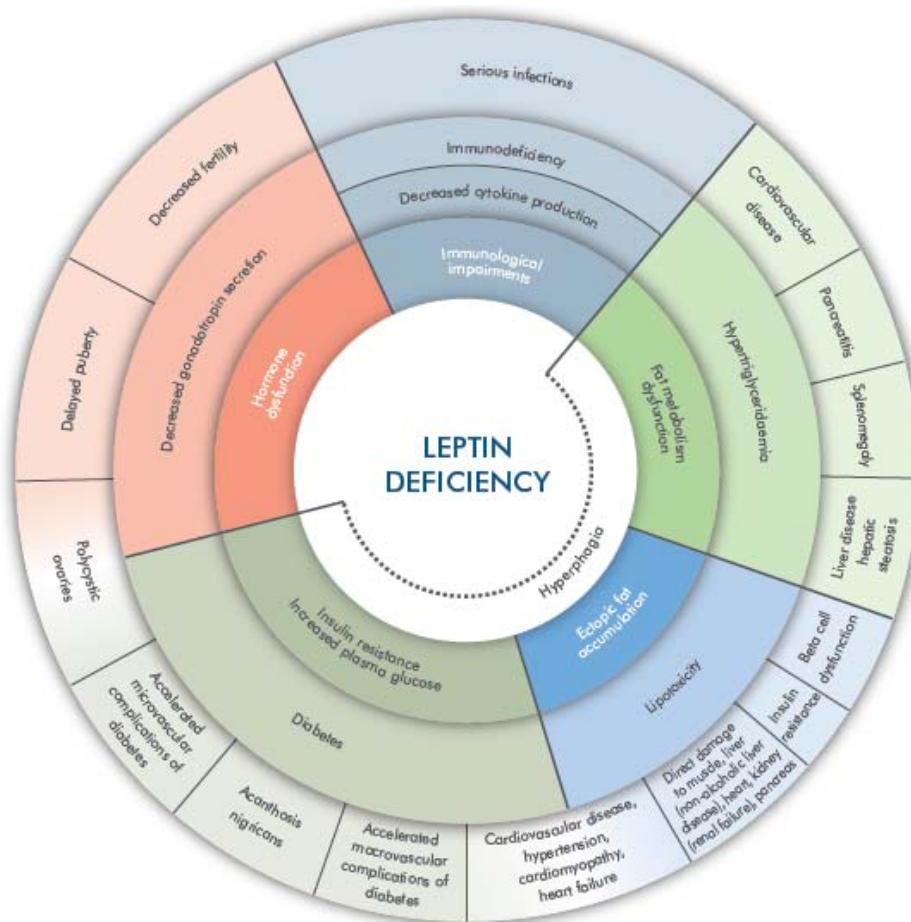 LEPTIN
DEFICIENCY
Hyperphagia
Immunological
impairments
Decreased cytokine production
Immunodeficiency
Serious infections
Fat metabolism
dysfunction
Hypertriglyceridaemia
Cardiovascular
disease
Pancreatitis
Splenomegaly
Liver disease
hepatic
steatosis
Ectopic fat
accumulation
Lipotoxicity
Beta cell
dysfunction
Insulin
resistance
Direct damage
to muscle, liver
(non-alcoholic liver
disease), heart, kidney
(renal failure), pancreas
Cardiovascular disease,
hypertension,
cardiomyopathy,
heart failure
Insulin resistance
Increased plasma glucose
Diabetes
Accelerated
macrovascular
complications of
diabetes
Acanthosis
nigricans
Accelerated
microvascular
complications of
diabetes
Polycystic
ovaries
Hormone
dysfunction
Decreased gonadotropin secretion
Delayed puberty
Decreased fertility